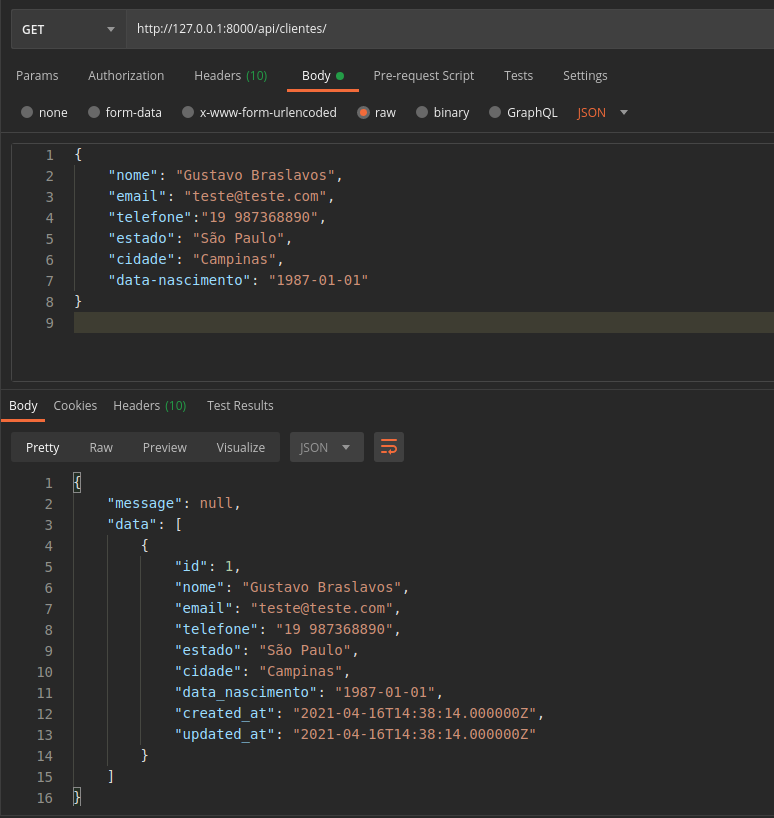 GET http://127.0.0.1:8000/api/clientes/
Params Authorization Headers (10) Body Pre-request Script Tests Settings
none form-data x-www-form-urlencoded raw binary GraphQL JSON
1 {
2 "nome": "Gustavo Braslavos",
3 "email": "teste@teste.com",
4 "telefone":"19 987368890",
5 "estado": "São Paulo",
6 "cidade": "Campinas",
7 "data-nascimento": "1987-01-01"
8 }
9
Body Cookies Headers (10) Test Results
Pretty Raw Preview Visualize JSON
1 {
2 "message": null,
3 "data": [
4 {
5 "id": 1,
6 "nome": "Gustavo Braslavos",
7 "email": "teste@teste.com",
8 "telefone": "19 987368890",
9 "estado": "São Paulo",
10 "cidade": "Campinas",
11 "data_nascimento": "1987-01-01",
12 "created_at": "2021-04-16T14:38:14.000000Z",
13 "updated_at": "2021-04-16T14:38:14.000000Z"
14 }
15 ]
16 }